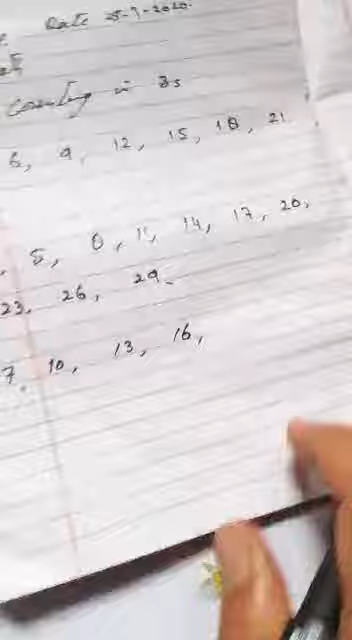 Date 25-9-2020.
Counting in 3s
6, 9, 12, 15, 18, 21
5, 8, 11, 14, 17, 20,
23, 26, 29
7, 10, 13, 16,